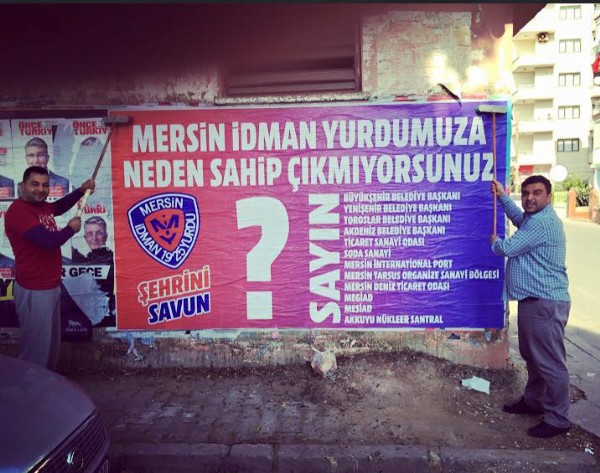 ÖNCE
TÜRKİYE
ÖNCE
TÜRKİYE
GECE
MERSİN İDMAN YURDUMUZA
NEDEN SAHİP ÇIKMIYORSUNUZ
?
MERSİN
İDMAN 1925 YURDU
ŞEHRİNİ
SAVUN
SAYIN
BÜYÜKŞEHİR BELEDİYE BAŞKANI
YENİŞEHİR BELEDİYE BAŞKANI
TOROSLAR BELEDİYE BAŞKANI
AKDENİZ BELEDİYE BAŞKANI
TİCARET SANAYİ ODASI
SODA SANAYİ
MERSİN INTERNATIONAL PORT
MERSİN TARSUS ORGANİZE SANAYİ BÖLGESİ
MERSİN DENİZ TİCARET ODASI
MEGİAD
MESİAD
AKKUYU NÜKLEER SANTRAL